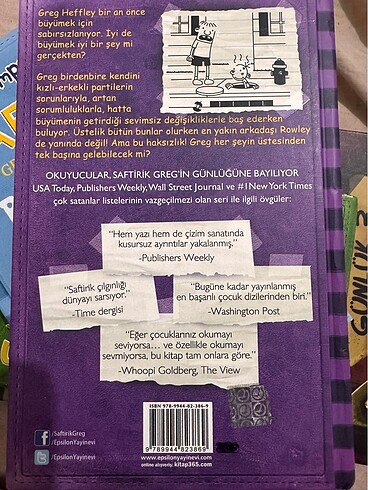 Greg Heffley bir an önce
büyümek için
sabırsızlanıyor. İyi de
büyümek iyi bir şey mi
gerçekten?
Greg birdenbire kendini
kızlı-erkekli partilerin
sorunlarıyla, artan
sorumluluklarla, hatta
büyümenin getirdiği sevimsiz değişikliklerle baş ederken
buluyor. Üstelik bütün bunlar olurken en yakın arkadaşı Rowley
de yanında değil! Ama bu haksızlık! Greg her şeyin üstesinden
tek başına gelebilecek mi?
OKUYUCULAR, SAFTİRİK GREG'İN GÜNLÜĞÜNE BAYILIYOR
USA Today, Publishers Weekly, Wall Street Journal ve #1 New York Times
çok satanlar listelerinin vazgeçilmezi olan seri ile ilgili övgüler:
"Hem yazı hem de çizim sanatında
kusursuz ayrıntılar yakalanmış."
-Publishers Weekly
"Saftirik çılgınlığı
dünyayı sarsıyor."
-Time dergisi
"Bugüne kadar yayınlanmış
en başarılı çocuk dizilerinden biri."
-Washington Post
"Eğer çocuklarınız okumayı
seviyorsa... ve özellikle okumayı
sevmiyorsa, bu kitap tam onlara göre."
-Whoopi Goldberg, The View
ISBN 978-9944-82-386-9
9 789944 823869
/SaftirikGreg
/EpsilonYayinevi
www.epsilonyayinevi.com
online alışveriş: kitap365.com
GÜNLÜK